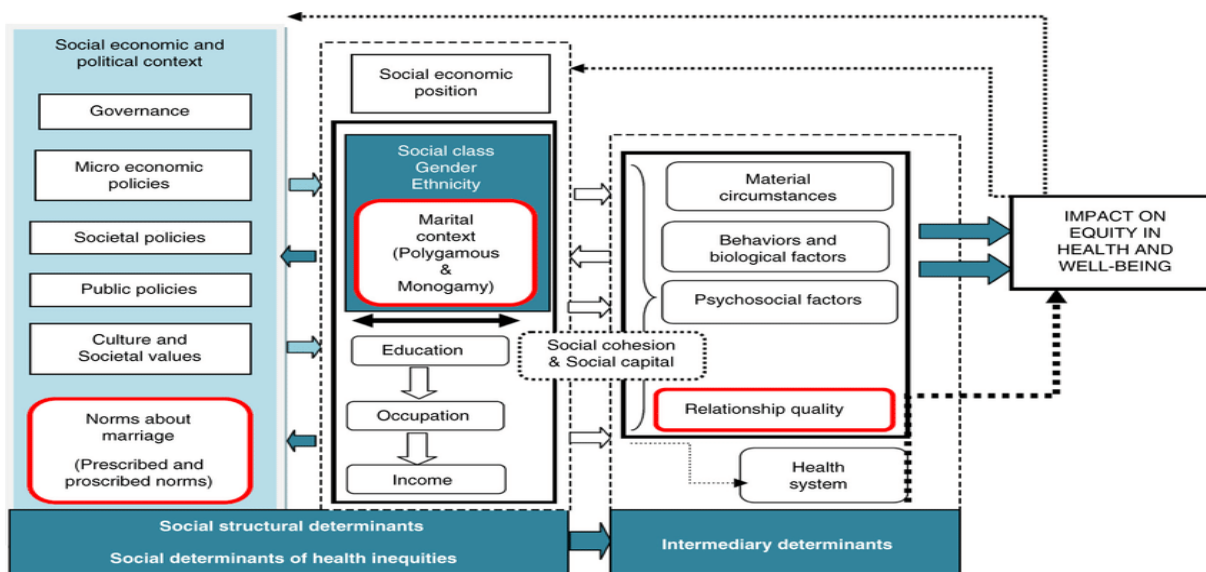 Social economic and
political context
Governance
Micro economic
policies
Societal policies
Public policies
Culture and
Societal values
Norms about
marriage
(Prescribed and
proscribed norms)
Social economic
position
Social class
Gender
Ethnicity
Marital
context
(Polygamous
&
Monogamy)
Education
Occupation
Income
Social cohesion
& Social capital
Material
circumstances
Behaviors and
biological factors
Psychosocial factors
Relationship quality
Health
system
IMPACT ON
EQUITY IN
HEALTH AND
WELL-BEING
Social structural determinants
Social determinants of health inequities
Intermediary determinants